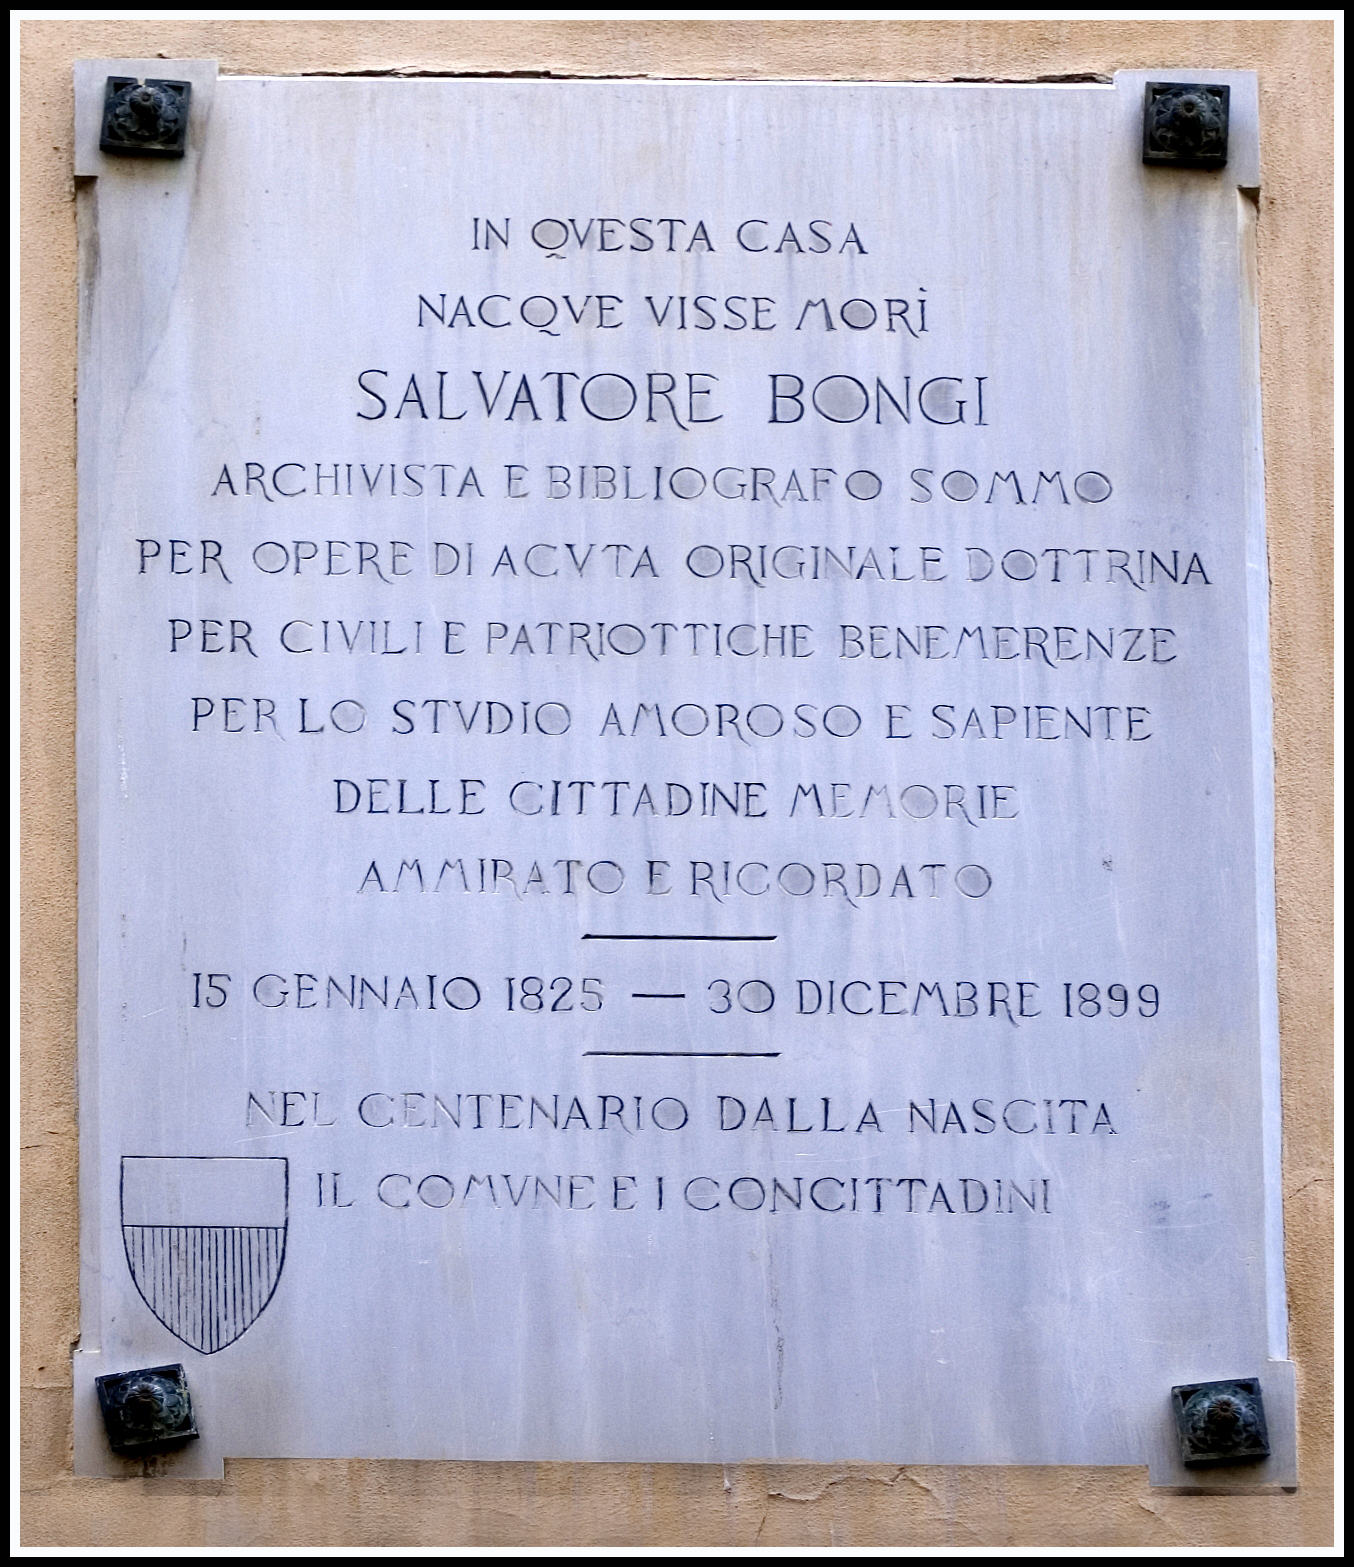 IN QVESTA CASA
NACQVE VISSE MORÌ
SALVATORE BONGI
ARCHIVISTA E BIBLIOGRAFO SOMMO
PER OPERE DI ACVTA ORIGINALE DOTTRINA
PER CIVILI E PATRIOTTICHE BENEMERENZE
PER LO STVDIO AMOROSO E SAPIENTE
DELLE CITTADINE MEMORIE
AMMIRATO E RICORDATO
15 GENNAIO 1825 — 30 DICEMBRE 1899
NEL CENTENARIO DALLA NASCITA
IL COMVNE E I CONCITTADINI